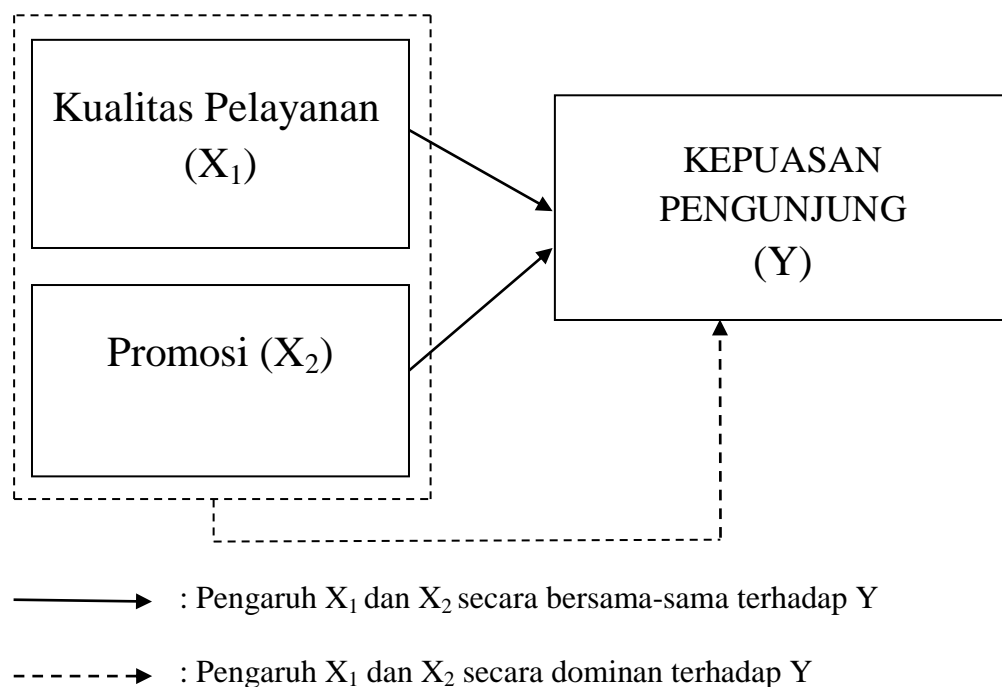 Kualitas Pelayanan
(X₁)
KEPUASAN
PENGUNJUNG
(Y)
Promosi (X₂)
: Pengaruh X₁ dan X₂ secara bersama-sama terhadap Y
: Pengaruh X₁ dan X₂ secara dominan terhadap Y